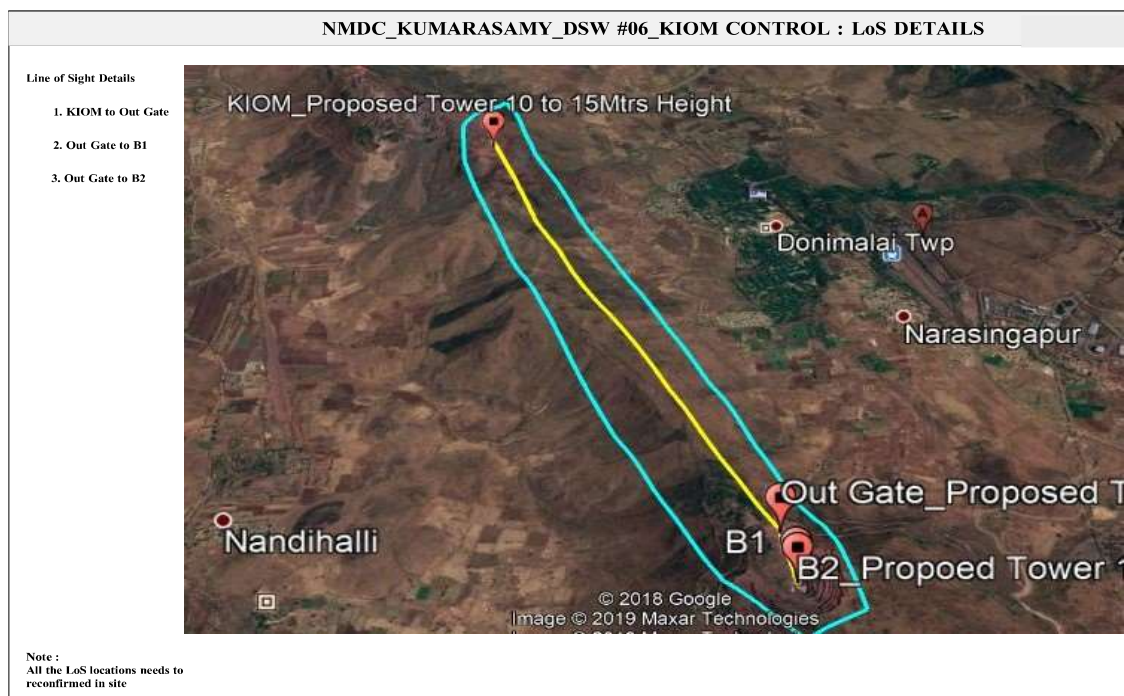 NMDC_KUMARASAMY_DSW #06_KIOM CONTROL : LoS DETAILS
Line of Sight Details
1. KIOM to Out Gate
2. Out Gate to B1
3. Out Gate to B2
KIOM_Proposed Tower 10 to 15Mtrs Height
A
Donimalai Twp
Narasingapur
Out Gate_Proposed T
Nandihalli
B1
B2_Propoed Tower 1
© 2018 Google
Image © 2019 Maxar Technologies
Note :
All the LoS locations needs to
reconfirmed in site